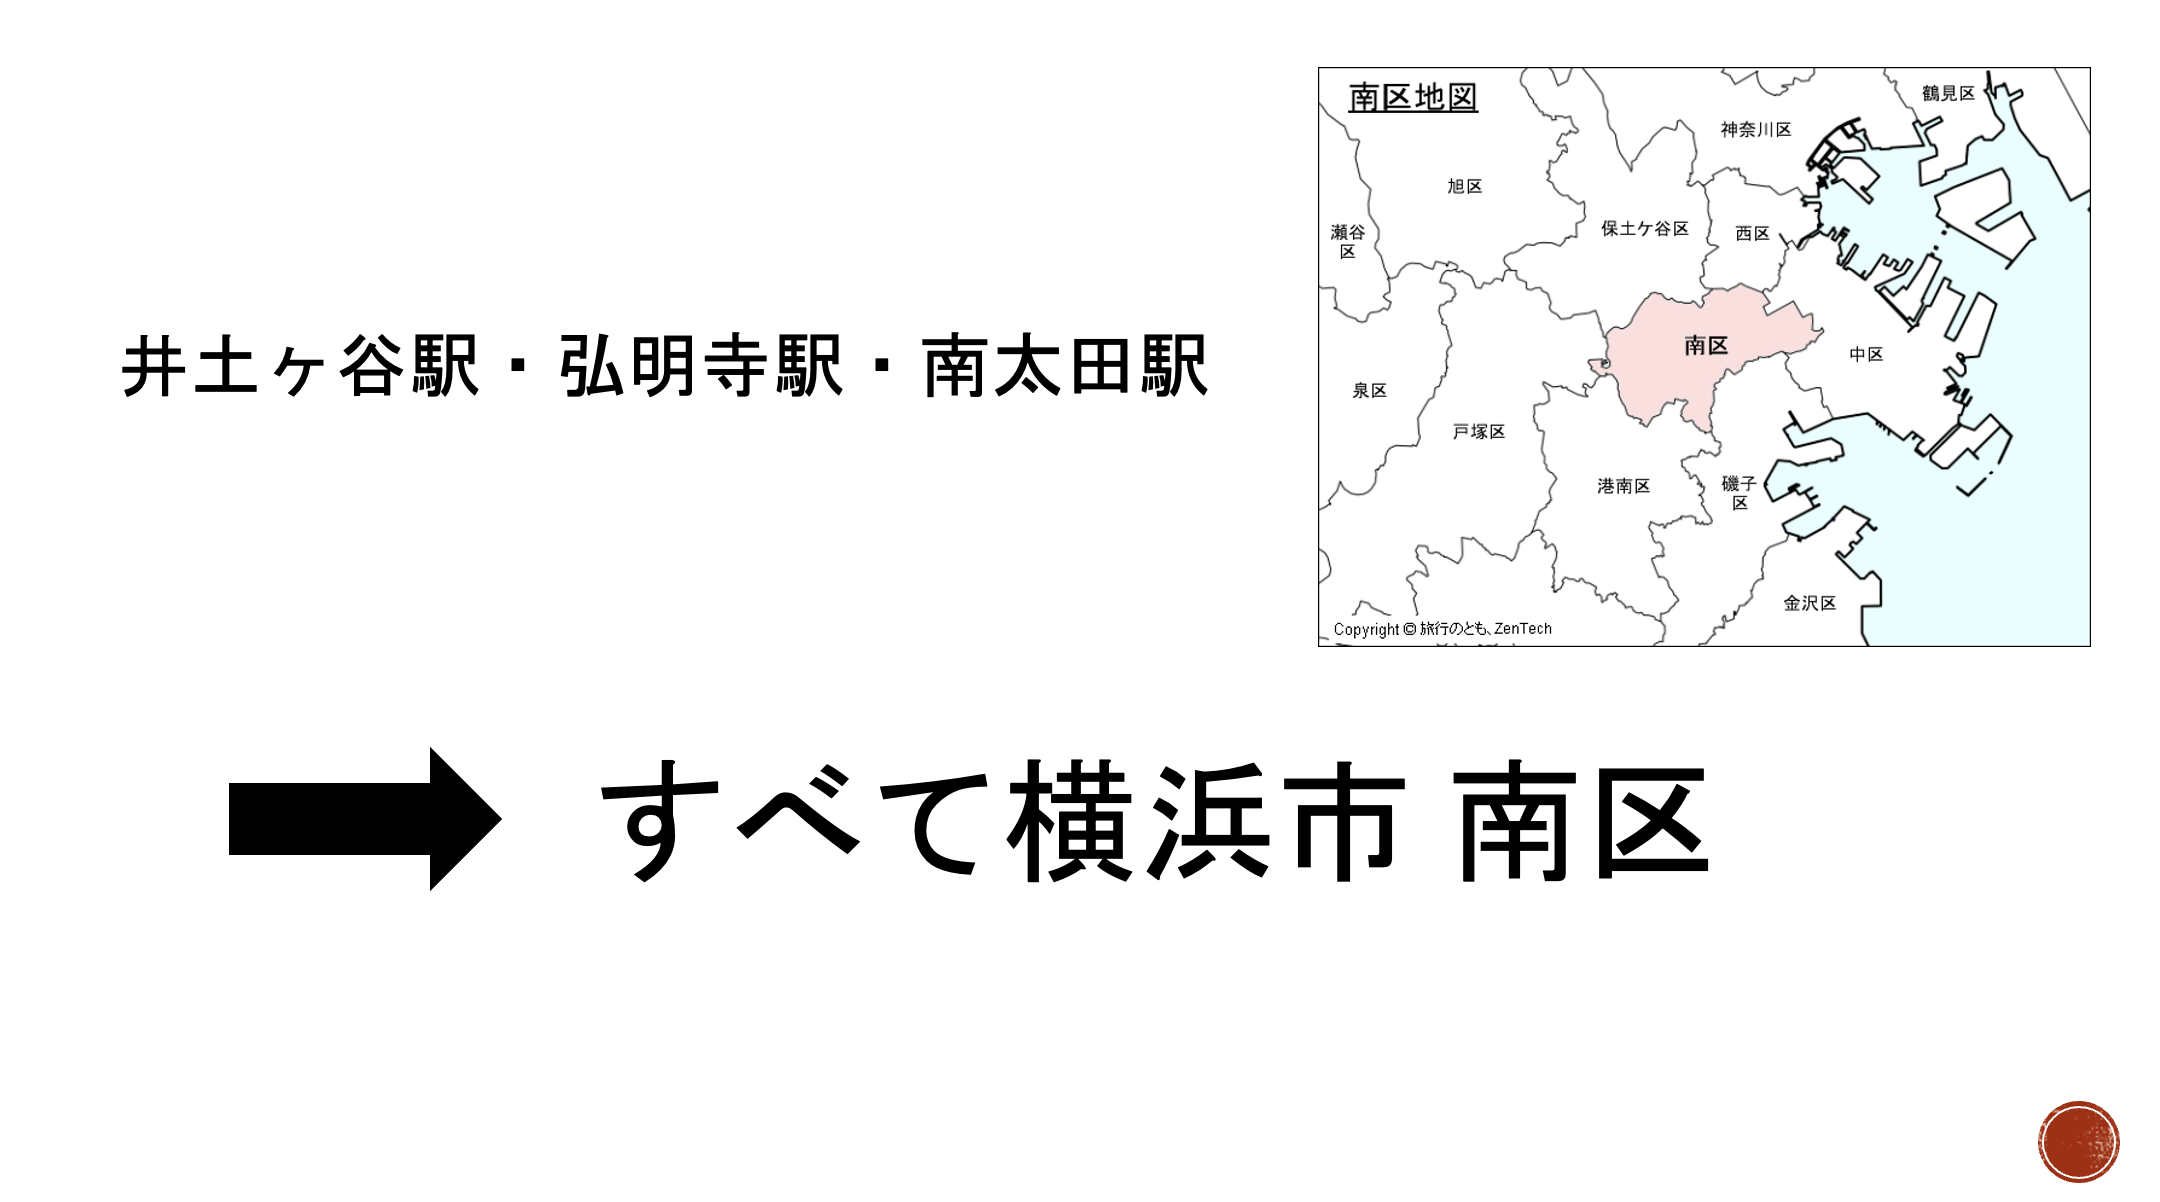 南区地図
鶴見区
神奈川区
旭区
保土ケ谷区
西区
瀬谷
区
南区
中区
泉区
戸塚区
港南区
磯子
区
金沢区
Copyright © 旅行のとも、ZenTech
井土ヶ谷駅・弘明寺駅・南太田駅
すべて横浜市 南区